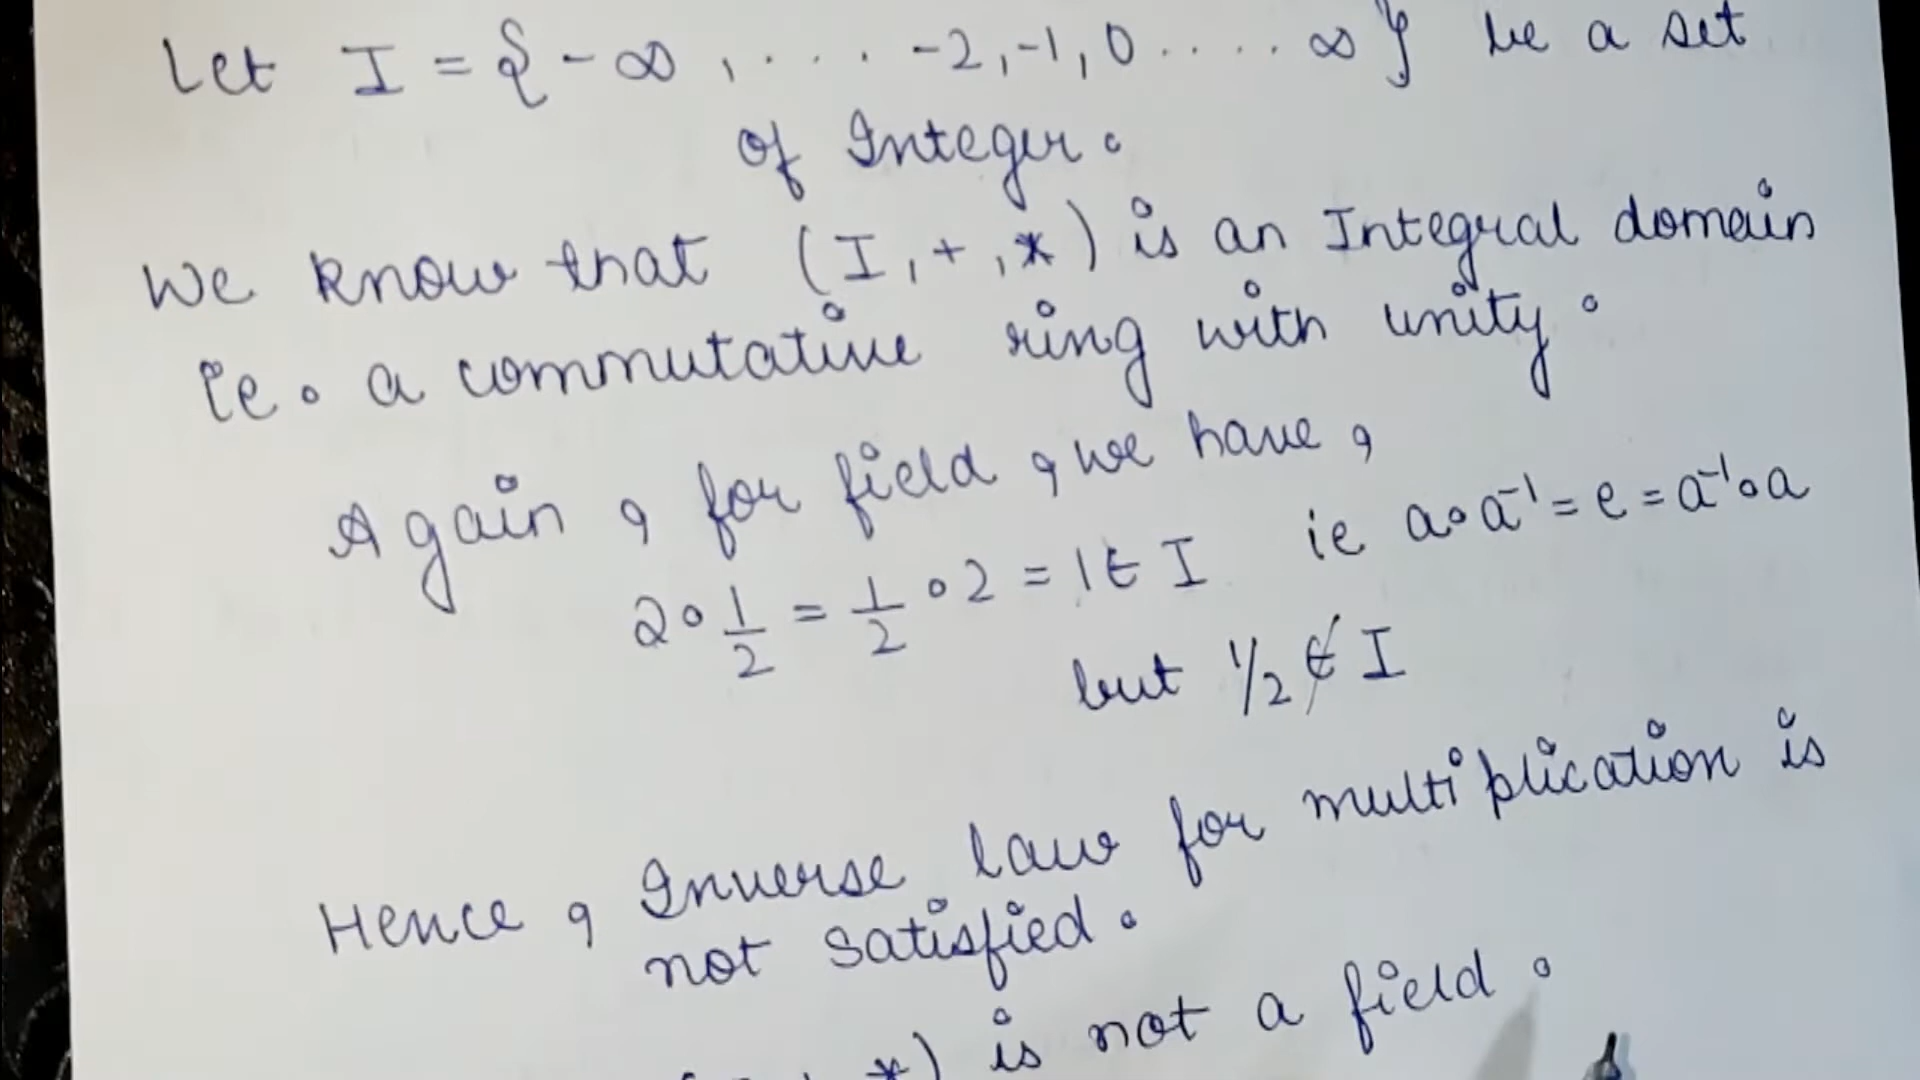 Let I = { - ∞ , . . . . -2, -1, 0 . . . . . ∞ } be a set
of Integer.
We know that (I, +, *) is an Integral domain
ie. a commutative ring with unity.
Again, for field, we have,
2∘1/2 = 1/2∘2 = 1 ∈ I ie a∘a⁻¹ = e = a⁻¹∘a
but 1/2 ∉ I
Hence, Inverse law for multiplication is
not satisfied.
*) is not a field.